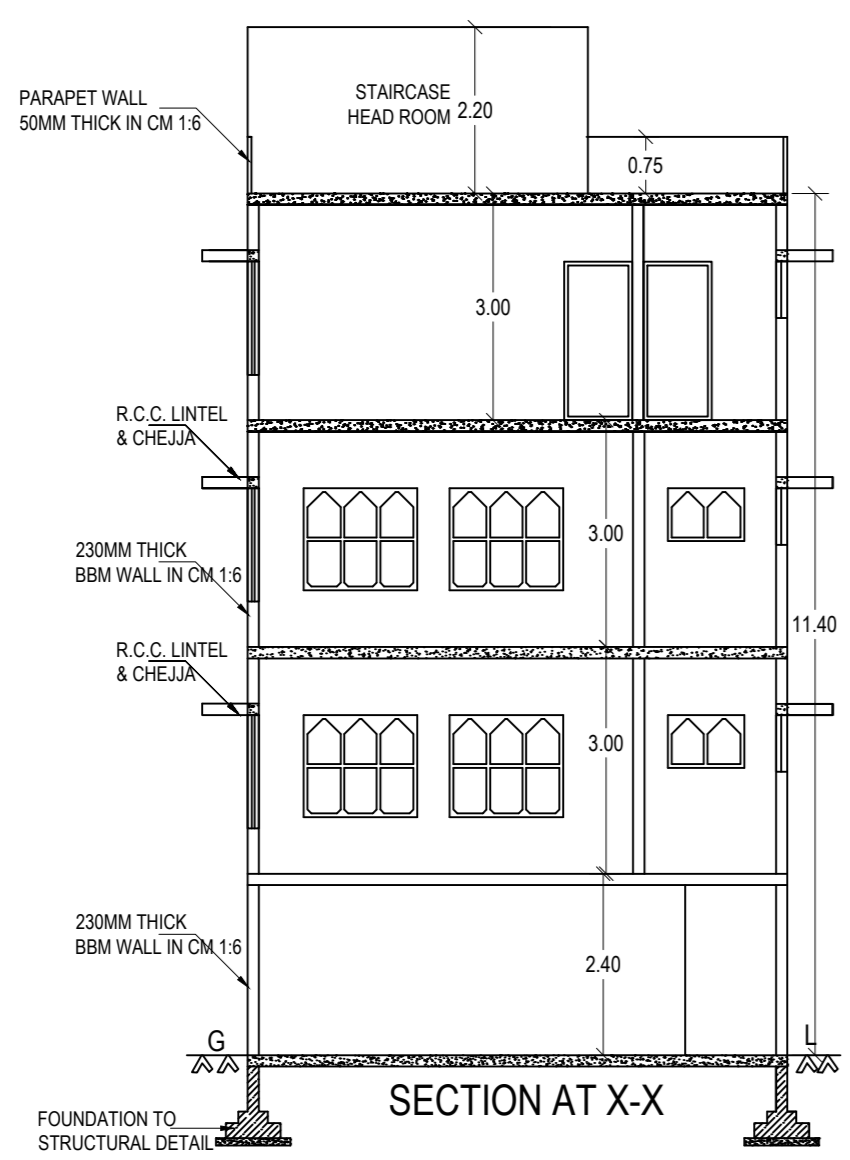 PARAPET WALL
50MM THICK IN CM 1:6
STAIRCASE
HEAD ROOM
2.20
0.75
3.00
R.C.C. LINTEL
& CHEJJA
3.00
230MM THICK
BBM WALL IN CM 1:6
11.40
R.C.C. LINTEL
& CHEJJA
3.00
230MM THICK
BBM WALL IN CM 1:6
2.40
G
L
SECTION AT X-X
FOUNDATION TO
STRUCTURAL DETAIL